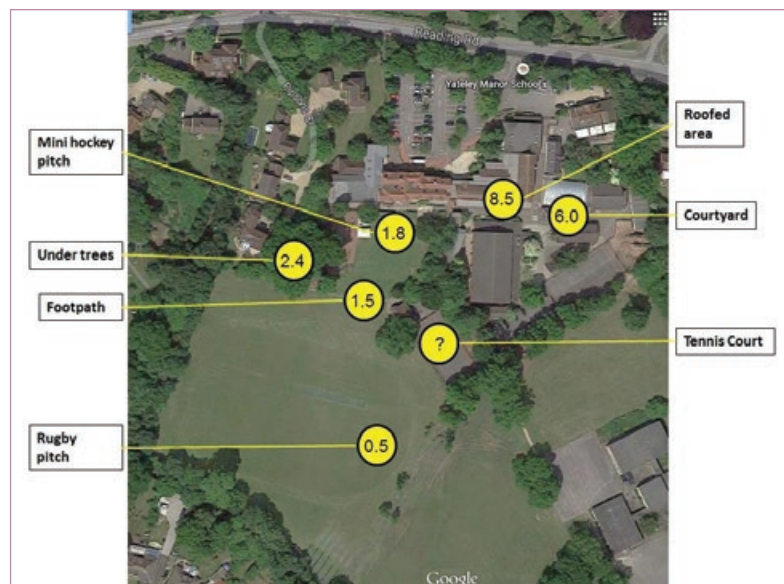 Reading Rd
Yateley Manor School
Mini hockey
pitch
Roofed
area
8.5
6.0
Courtyard
1.8
Under trees
2.4
Footpath
1.5
?
Tennis Court
Rugby
pitch
0.5
Google